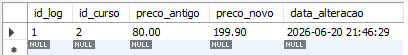 id_log id_curso preco_antigo preco_novo data_alteracao
1 2 80.00 199.90 2026-06-20 21:46:29
NULL NULL NULL NULL NULL